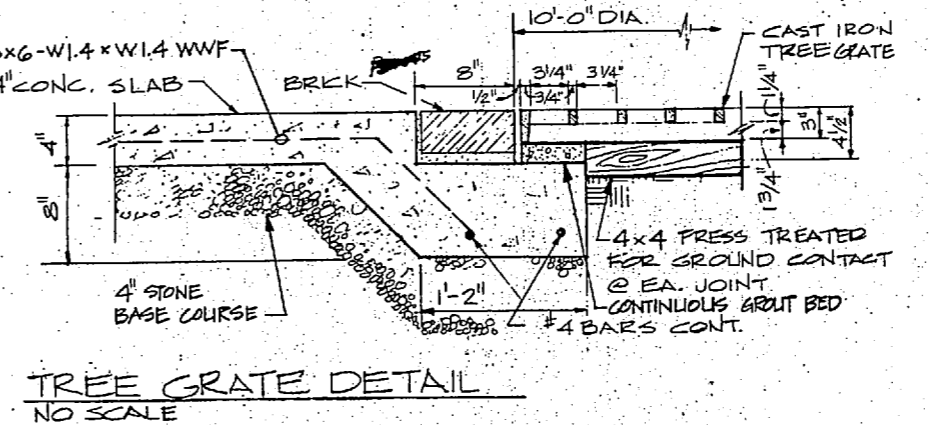 10'-0" DIA.
6x6-W1.4 x W1.4 WWF
4" CONC. SLAB
BRICK
8"
1/2"
3 1/4"
3/4"
3 1/4"
CAST IRON
TREE GRATE
1 1/4"
3"
4 1/2"
1 3/4"
4"
8"
4" STONE
BASE COURSE
1'-2"
4x4 PRESS TREATED
FOR GROUND CONTACT
@ EA. JOINT
CONTINUOUS GROUT BED
#4 BARS CONT.
TREE GRATE DETAIL
NO SCALE